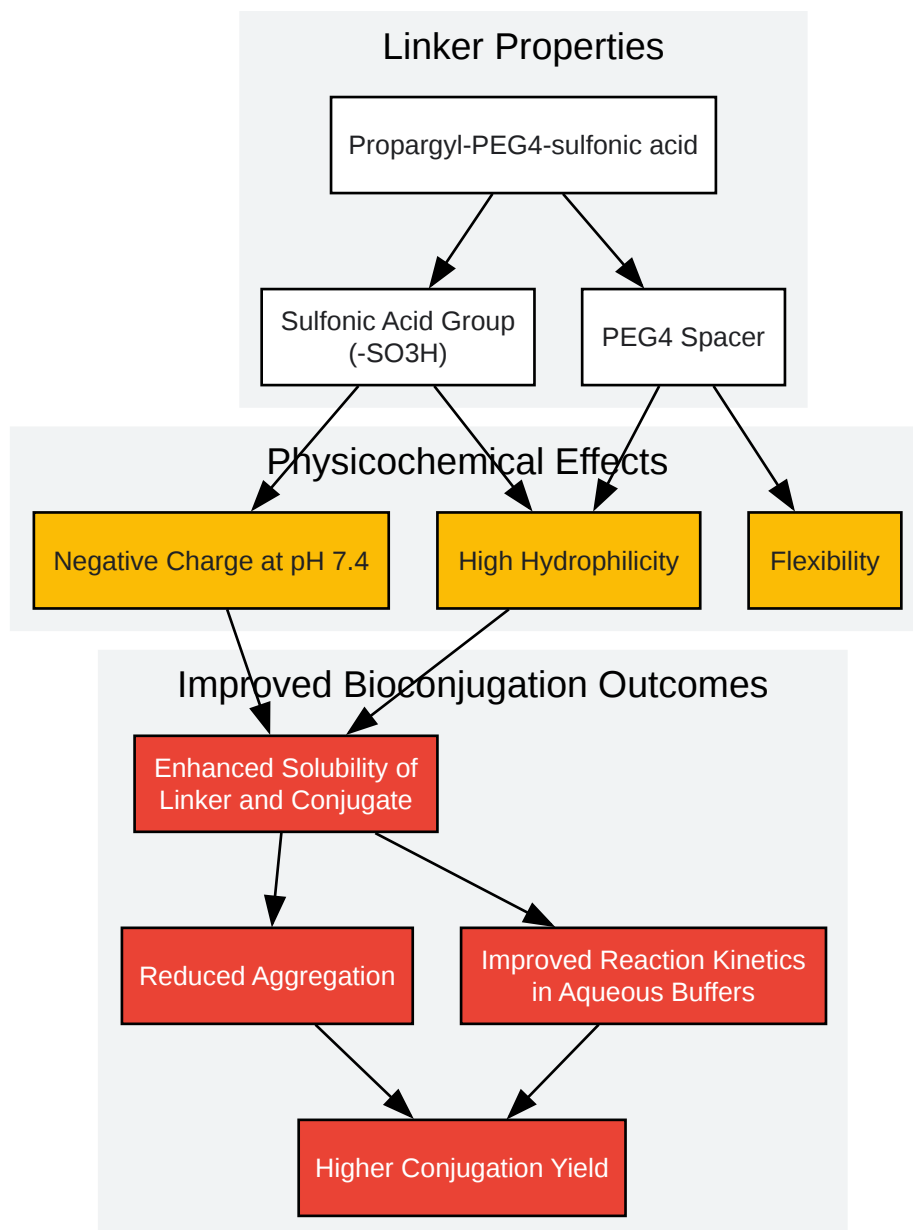 Linker Properties
Propargyl-PEG4-sulfonic acid
Sulfonic Acid Group
(-SO3H)
PEG4 Spacer
Physicochemical Effects
Negative Charge at pH 7.4
High Hydrophilicity
Flexibility
Improved Bioconjugation Outcomes
Enhanced Solubility of
Linker and Conjugate
Reduced Aggregation
Improved Reaction Kinetics
in Aqueous Buffers
Higher Conjugation Yield